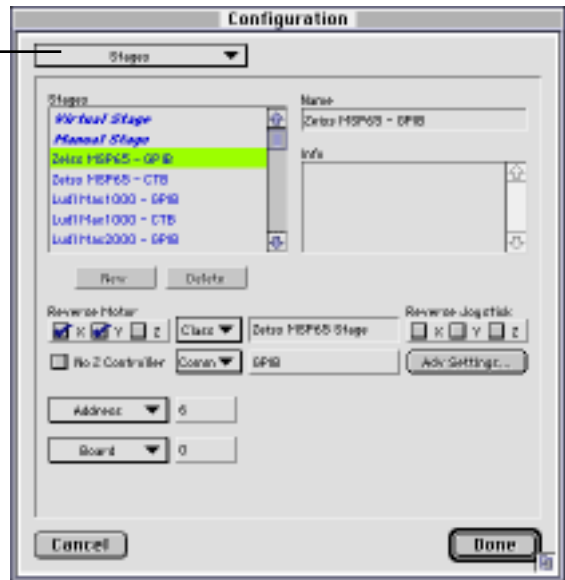 Configuration
Stages
Stages
Name
Virtual Stage
Zeiss MSP65 - GPIB
Manual Stage
Zeiss MSP65 - GPIB
Info
Zeiss MSP65 - CTB
Ludl Mac1000 - GPIB
Ludl Mac1000 - CTB
Ludl Mac2000 - GPIB
New Delete
Reverse Motor
Reverse Joystick
X Y Z Class Zeiss MSP65 Stage X Y Z
No Z Controller Comm GPIB Adv Settings...
Address 6
Board 0
Cancel Done